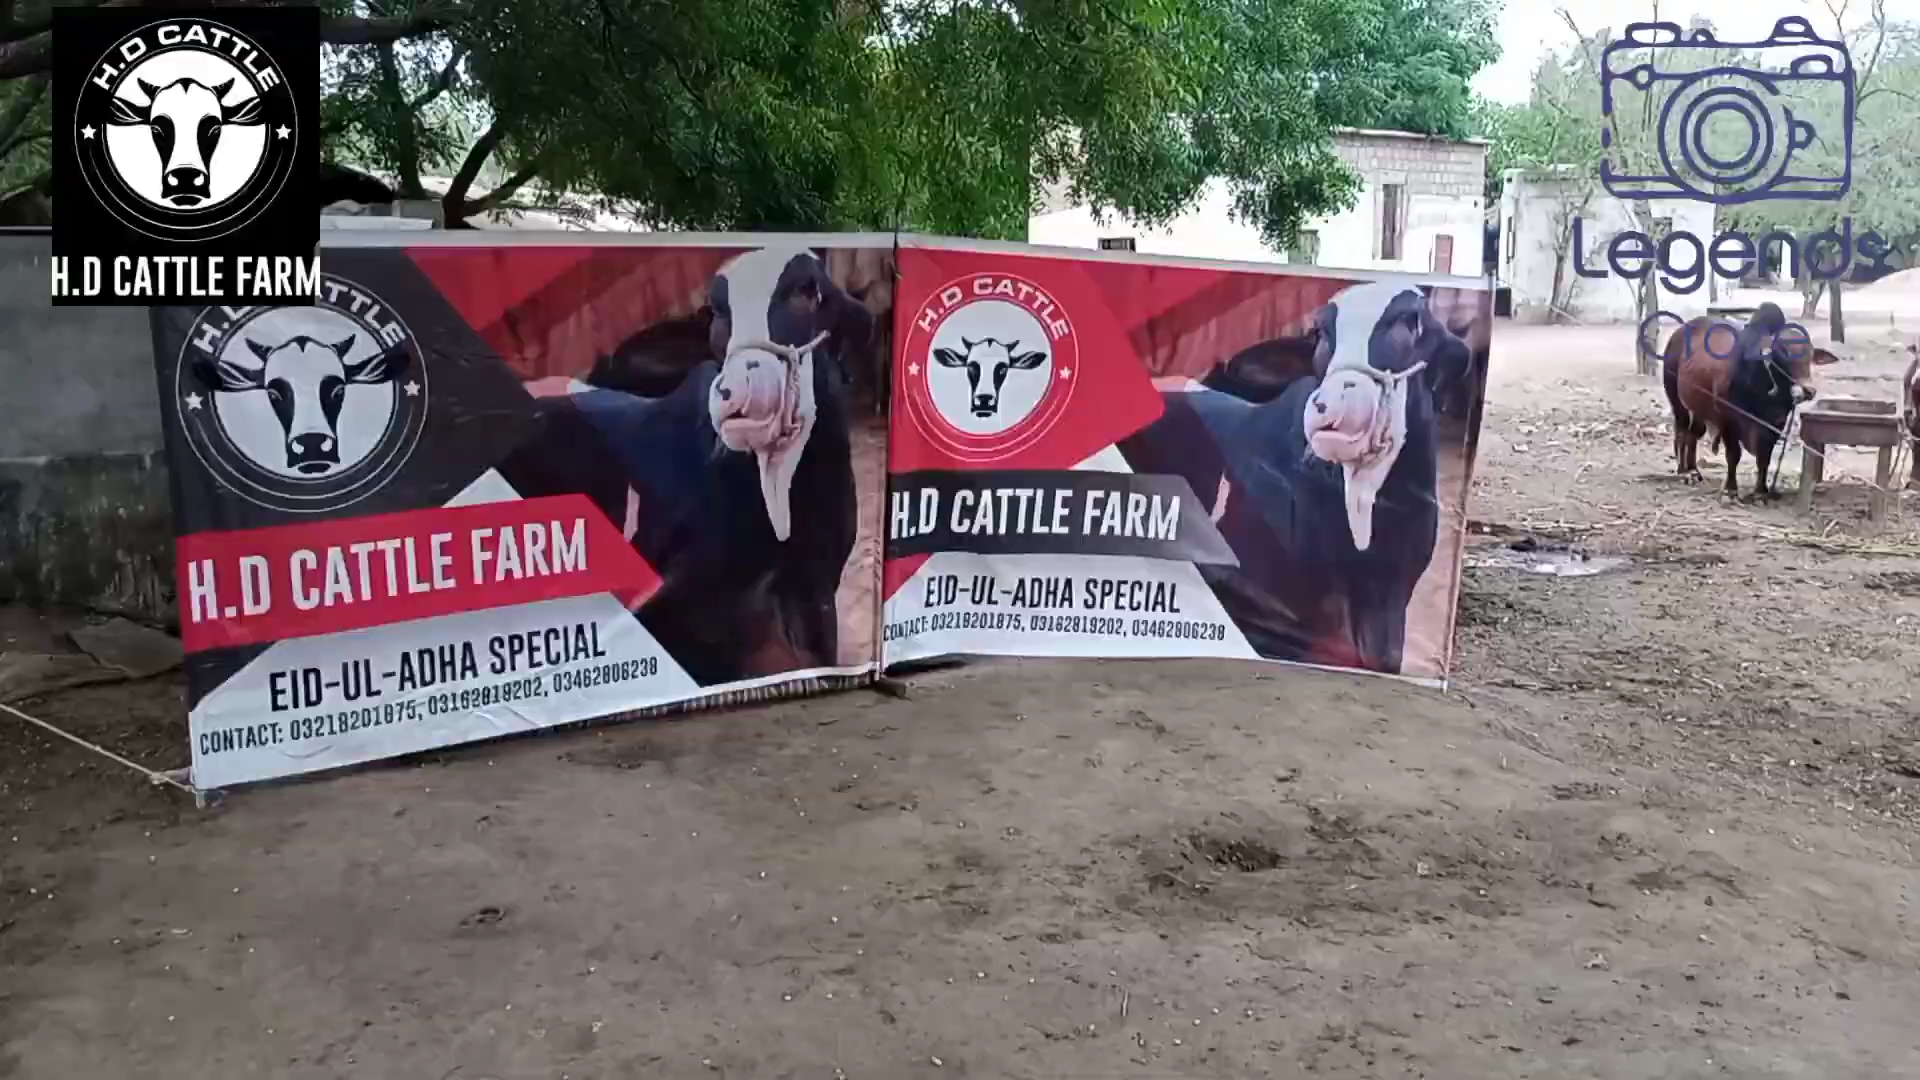 H.D CATTLE
H.D CATTLE FARM
Legends
Craze
H.D CATTLE
H.D CATTLE FARM
EID-UL-ADHA SPECIAL
CONTACT: 03218201875, 03162819202, 03462806238
H.D CATTLE
H.D CATTLE FARM
EID-UL-ADHA SPECIAL
CONTACT: 03218201875, 03162819202, 03462806238